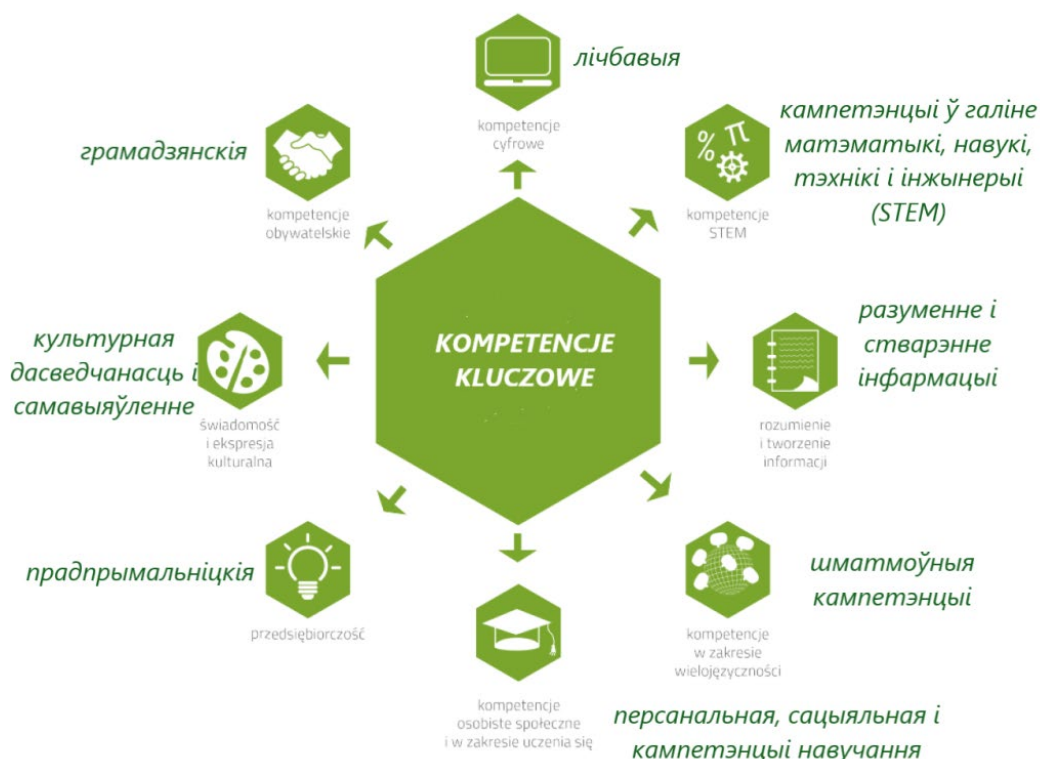 лічбавыя
kompetencje
cyfrowe
кампетэнцыі ў галіне
матэматыкі, навукі,
тэхнікі і інжынерыі
(STEM)
% π
kompetencje
STEM
грамадзянскія
kompetencje
obywatelskie
KOMPETENCJE
KLUCZOWE
разуменне і
стварэнне
інфармацыі
rozumienie
i tworzenie
informacji
культурная
дасведчанасць і
самавыяўленне
świadomość
i ekspresja
kulturalna
шматмоўныя
кампетэнцыі
kompetencje
w zakresie
wielojęzyczności
прадпрымальніцкія
przedsiębiorczość
kompetencje
osobiste społeczne
i w zakresie uczenia się
персанальная, сацыяльная і
кампетэнцыі навучання